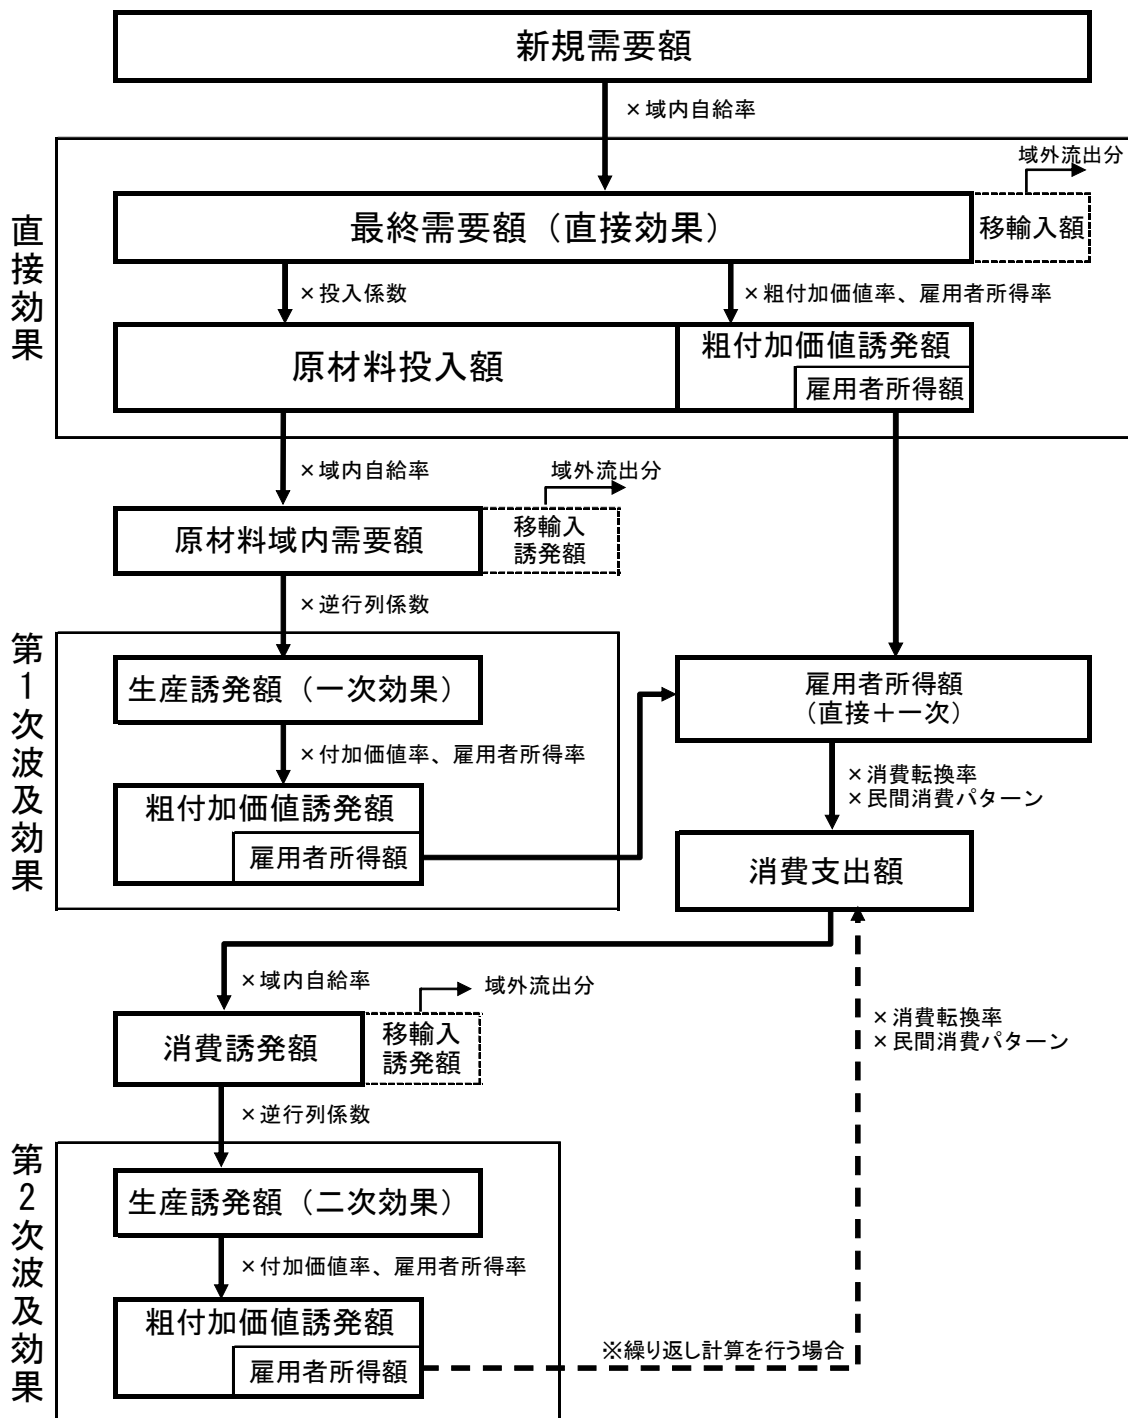 新規需要額
×域内自給率
域外流出分
直接効果
最終需要額（直接効果）
移輸入額
×投入係数
×粗付加価値率、雇用者所得率
原材料投入額
粗付加価値誘発額
雇用者所得額
×域内自給率
域外流出分
原材料域内需要額
移輸入
誘発額
×逆行列係数
第1次波及効果
生産誘発額（一次効果）
雇用者所得額
（直接＋一次）
×付加価値率、雇用者所得率
×消費転換率
×民間消費パターン
粗付加価値誘発額
雇用者所得額
消費支出額
×域内自給率
域外流出分
消費誘発額
移輸入
誘発額
×消費転換率
×民間消費パターン
×逆行列係数
第2次波及効果
生産誘発額（二次効果）
×付加価値率、雇用者所得率
粗付加価値誘発額
雇用者所得額
※繰り返し計算を行う場合